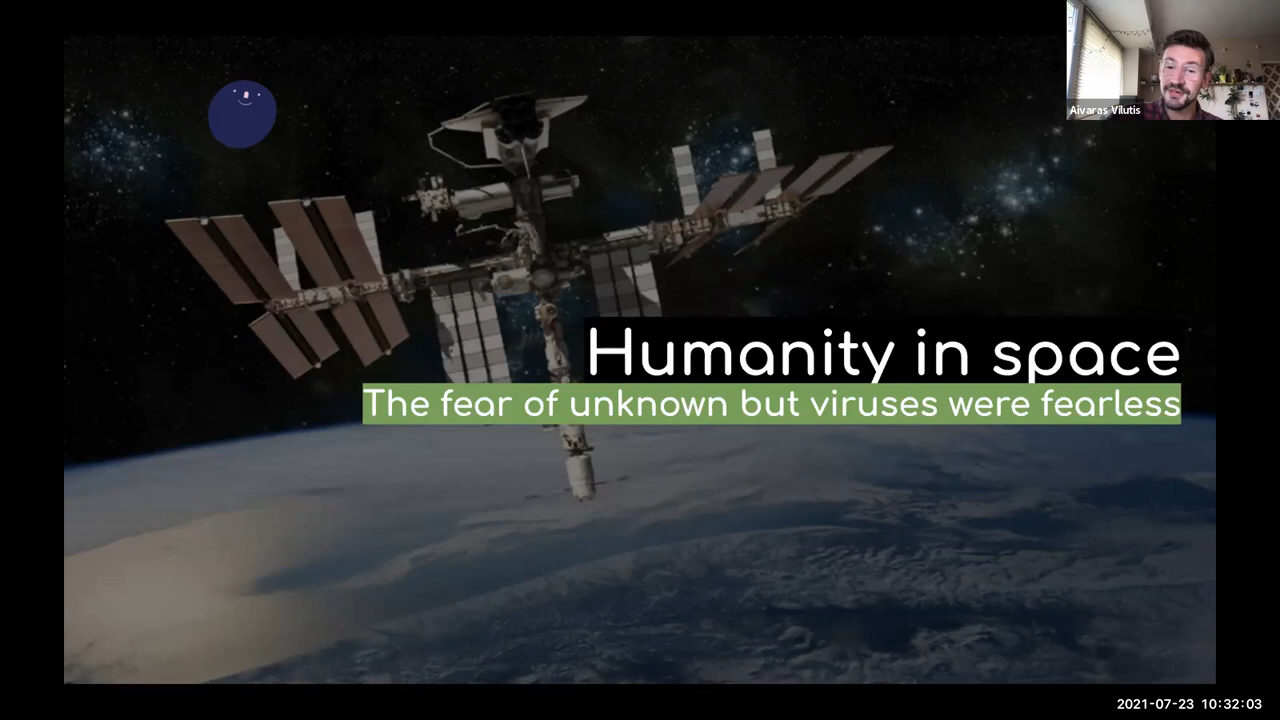 Aivaras Vilutis
Humanity in space
The fear of unknown but viruses were fearless
2021-07-23 10:32:03